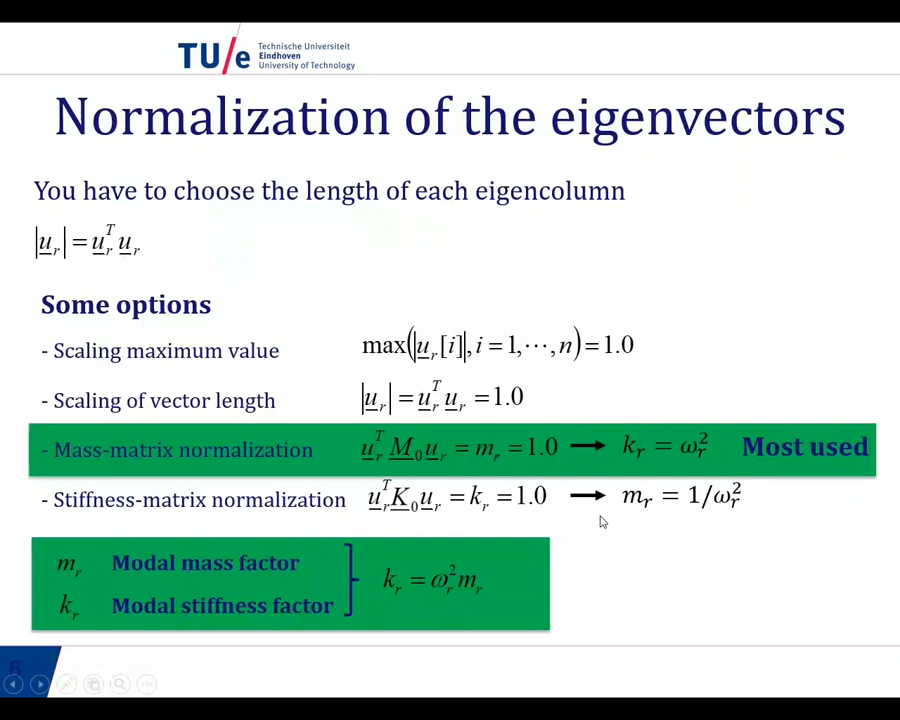 TU/e Technische Universiteit
Eindhoven
University of Technology
Normalization of the eigenvectors
You have to choose the length of each eigencolumn
|u_r| = u_r^T u_r
Some options
- Scaling maximum value max(|u_r[i]|, i = 1, ⋯, n) = 1.0
- Scaling of vector length |u_r| = u_r^T u_r = 1.0
- Mass-matrix normalization u_r^T M_0 u_r = m_r = 1.0 → k_r = ω_r^2 Most used
- Stiffness-matrix normalization u_r^T K_0 u_r = k_r = 1.0 → m_r = 1/ω_r^2
m_r Modal mass factor
k_r = ω_r^2 m_r
k_r Modal stiffness factor
6